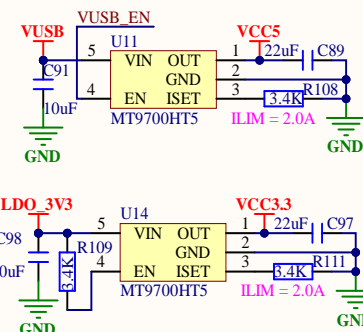 VUSB_EN
VUSB
U11
VCC5
5
VIN
OUT
1
22uF
C89
C91
GND
2
10uF
4
EN
ISET
3
3.4K
R108
MT9700HT5
ILIM = 2.0A
GND
GND
LDO_3V3
U14
VCC3.3
5
VIN
OUT
1
22uF
C97
C98
R109
GND
2
0uF
3.4K
4
EN
ISET
3
3.4K
R111
MT9700HT5
ILIM = 2.0A
GND
GN